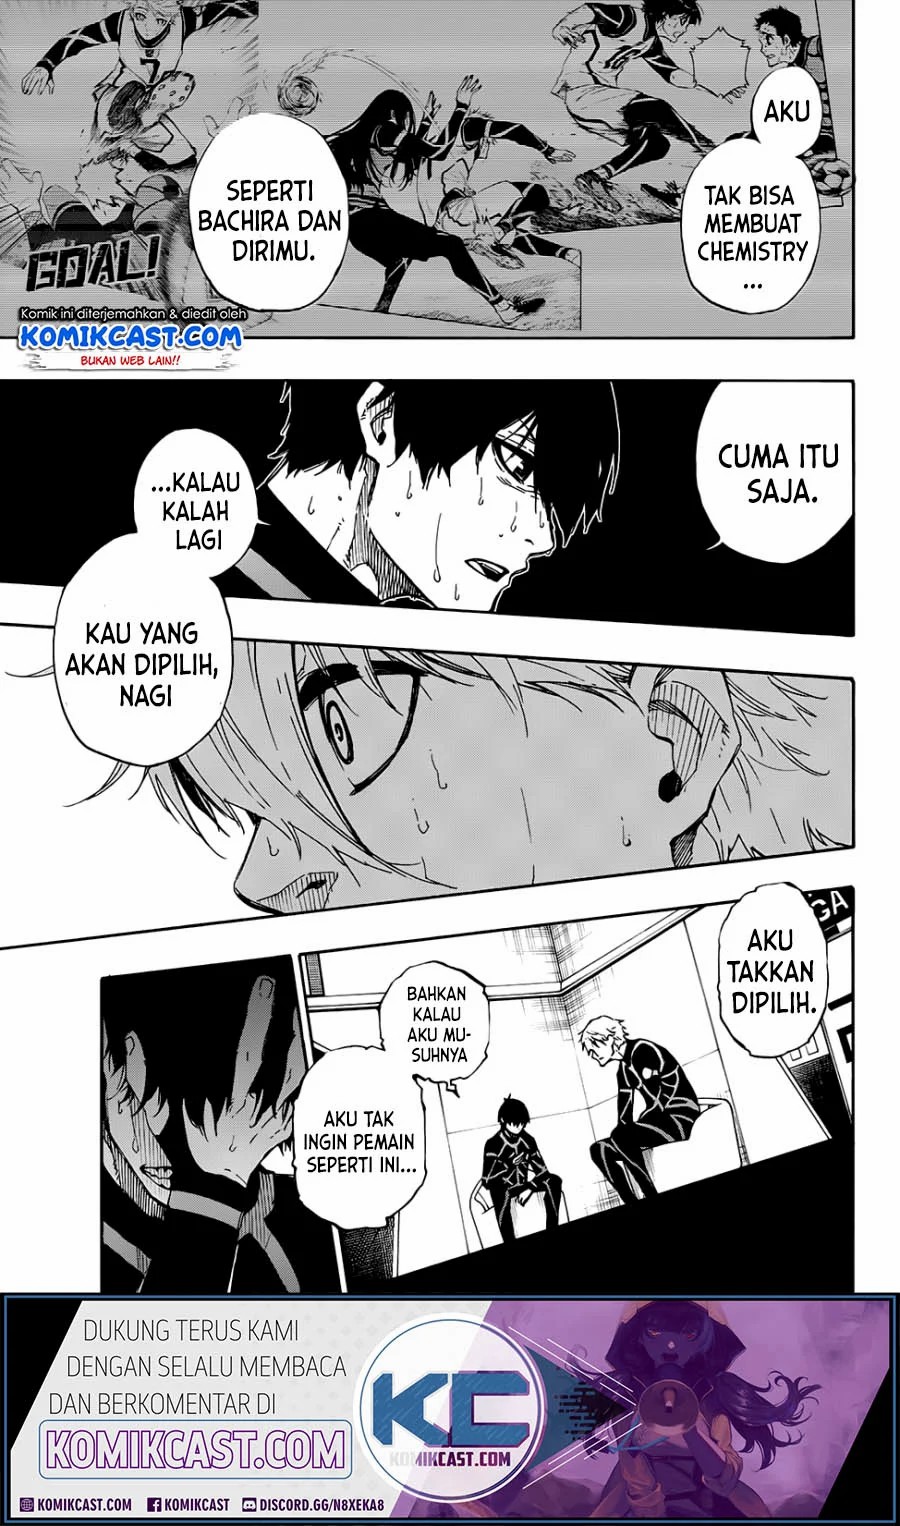 AKU
TAK BISA
MEMBUAT
CHEMISTRY
...
SEPERTI
BACHIRA DAN
DIRIMU.
GOAL!
Komik ini diterjemahkan & diedit oleh
KOMIKCAST.COM
BUKAN WEB LAIN!!
CUMA ITU
SAJA.
...KALAU
KALAH
LAGI
KAU YANG
AKAN DIPILIH,
NAGI
AKU
TAKKAN
DIPILIH.
GA
BAHKAN
KALAU
AKU MU-
SUHNYA
AKU TAK
INGIN PEMAIN
SEPERTI INI...
DUKUNG TERUS KAMI
DENGAN SELALU MEMBACA
DAN BERKOMENTAR DI
KOMIKCAST.COM
KOMIKCAST.COM KOMIKCAST DISCORD.GG/N8XEKA8
KC
KOMIKCAST.COM